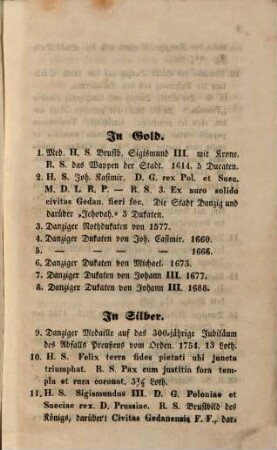 In Gold.
1. Med. H. S. Brustb. Sigismund III. mit Krone.
R. S. das Wappen der Stadt. 1614. 5 Ducaten.
2. H. S. Joh. Kasimir. D. G. rex Pol. et Suec.
M. D. L. R. P. — R. S. 3. Ex auro solido
civitas Gedan. fieri fec. Die Stadt Danzig und
darüber „Jehovah.“ 3 Dukaten.
3. Danziger Nothdukaten von 1577.
4. Danziger Dukaten von Joh. Casimir. 1660.
5. — — — — — 1666.
6. Danziger Dukaten von Michael. 1673.
7. Danziger Dukaten von Johann III. 1677.
8. Danziger Dukaten von Johann III. 1688.
In Silber.
9. Danziger Medaille auf das 300-jährige Jubiläum
des Abfalls Preußens vom Orden. 1754. 13 Loth.
10. H. S. Felix terra fides pietati ubi juncta
triumphat. R. S. Pax cum justitia fora tem-
pla et rura coronat. 3¾ Loth.
11. H. S. Sigismundus III. D. G. Poloniae et
Sueciae rex. D. Prussiae. R. S. Brustbild des
Königs, darüber: Civitas Gedanensis F. F., dar=